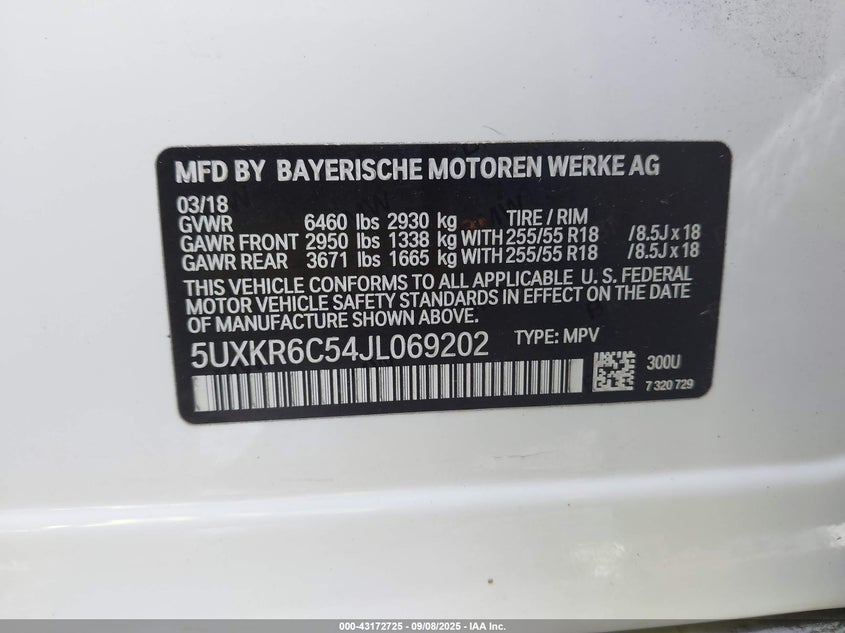 MFD BY BAYERISCHE MOTOREN WERKE AG
03/18
GVWR 6460 lbs 2930 kg TIRE / RIM
GAWR FRONT 2950 lbs 1338 kg WITH 255/55 R18 /8.5J x 18
GAWR REAR 3671 lbs 1665 kg WITH 255/55 R18 /8.5J x 18
THIS VEHICLE CONFORMS TO ALL APPLICABLE U. S. FEDERAL
MOTOR VEHICLE SAFETY STANDARDS IN EFFECT ON THE DATE
OF MANUFACTURE SHOWN ABOVE.
5UXKR6C54JL069202 TYPE: MPV
300U
7 320 729
000-43172725 - 09/08/2025 - IAA Inc.